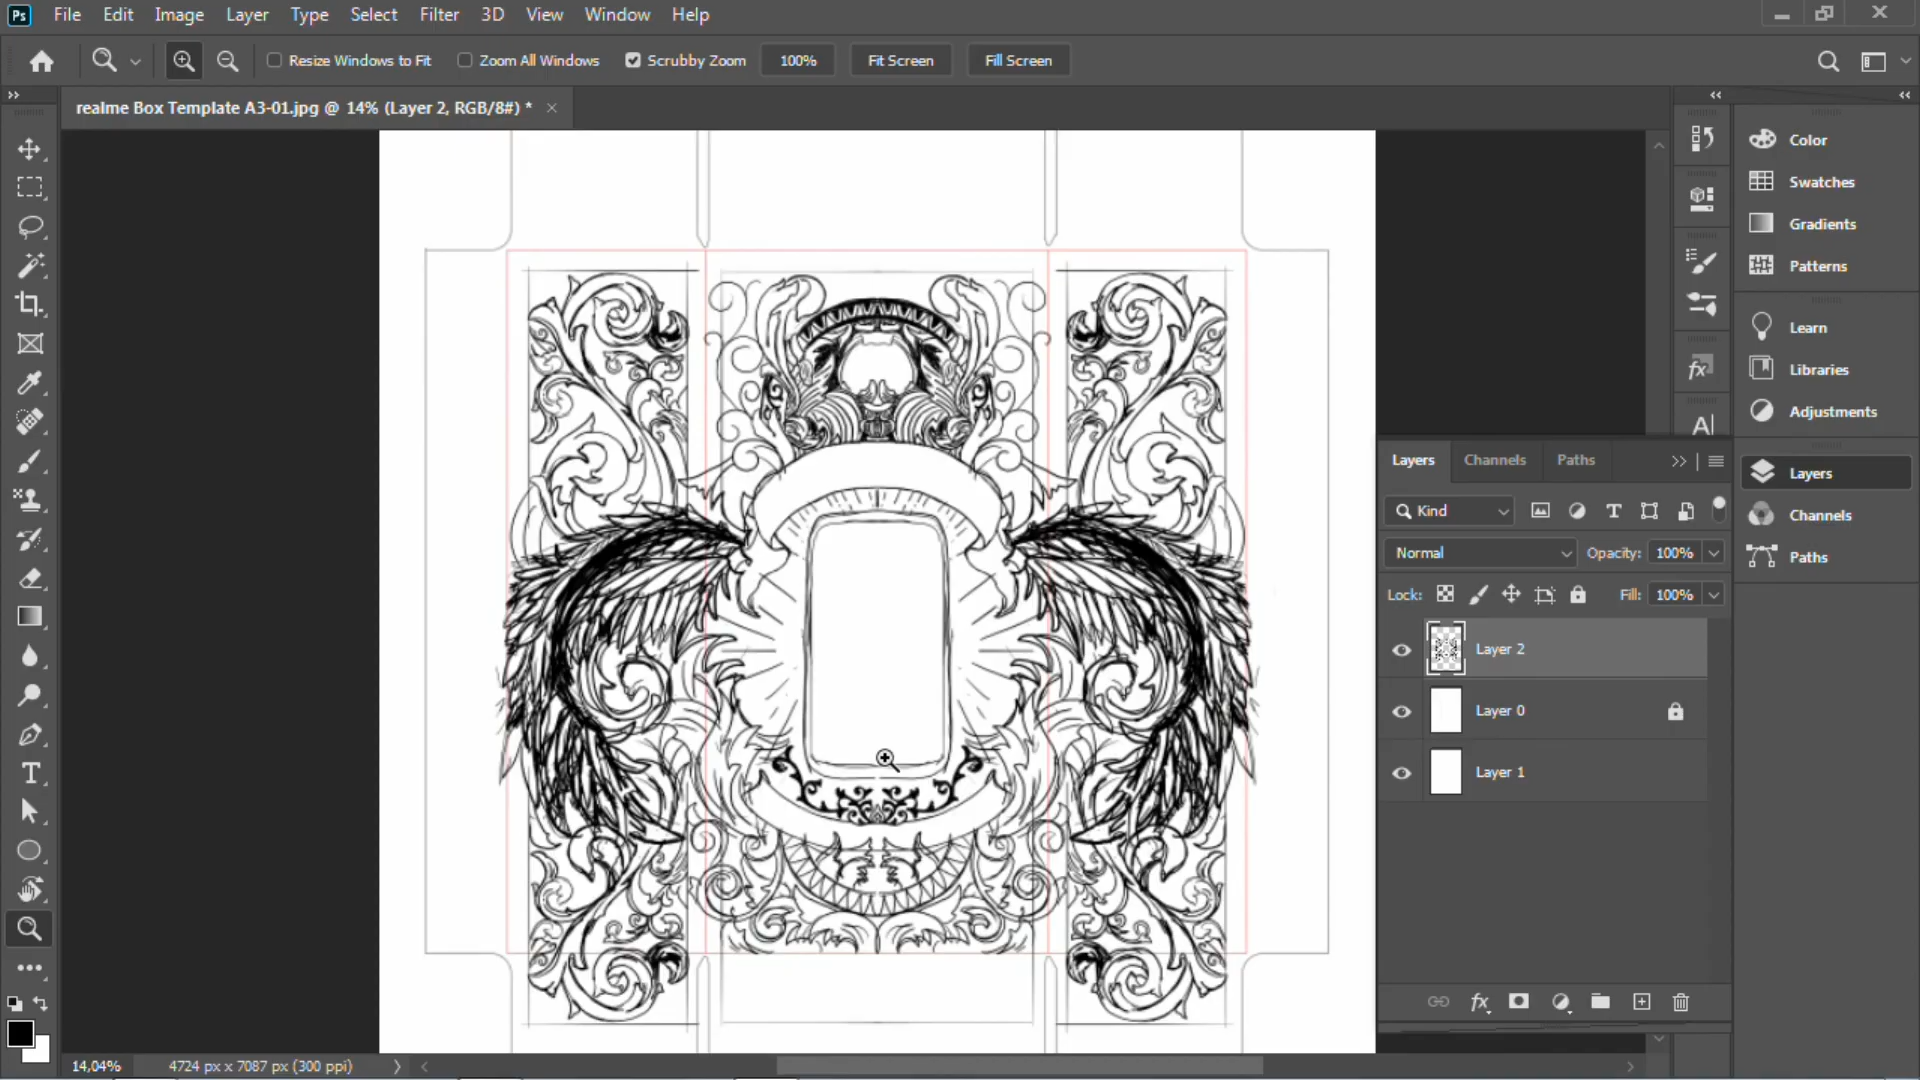 Ps File Edit Image Layer Type Select Filter 3D View Window Help
Resize Windows to Fit Zoom All Windows Scrubby Zoom 100% Fit Screen Fill Screen
realme Box Template A3-01.jpg @ 14% (Layer 2, RGB/8#) *
Color
Swatches
Gradients
Patterns
Learn
Libraries
Adjustments
Layers
Channels
Paths
Layers Channels Paths
Kind
Normal Opacity: 100%
Lock: Fill: 100%
Layer 2
Layer 0
Layer 1
14,04% 4724 px x 7087 px (300 ppi)